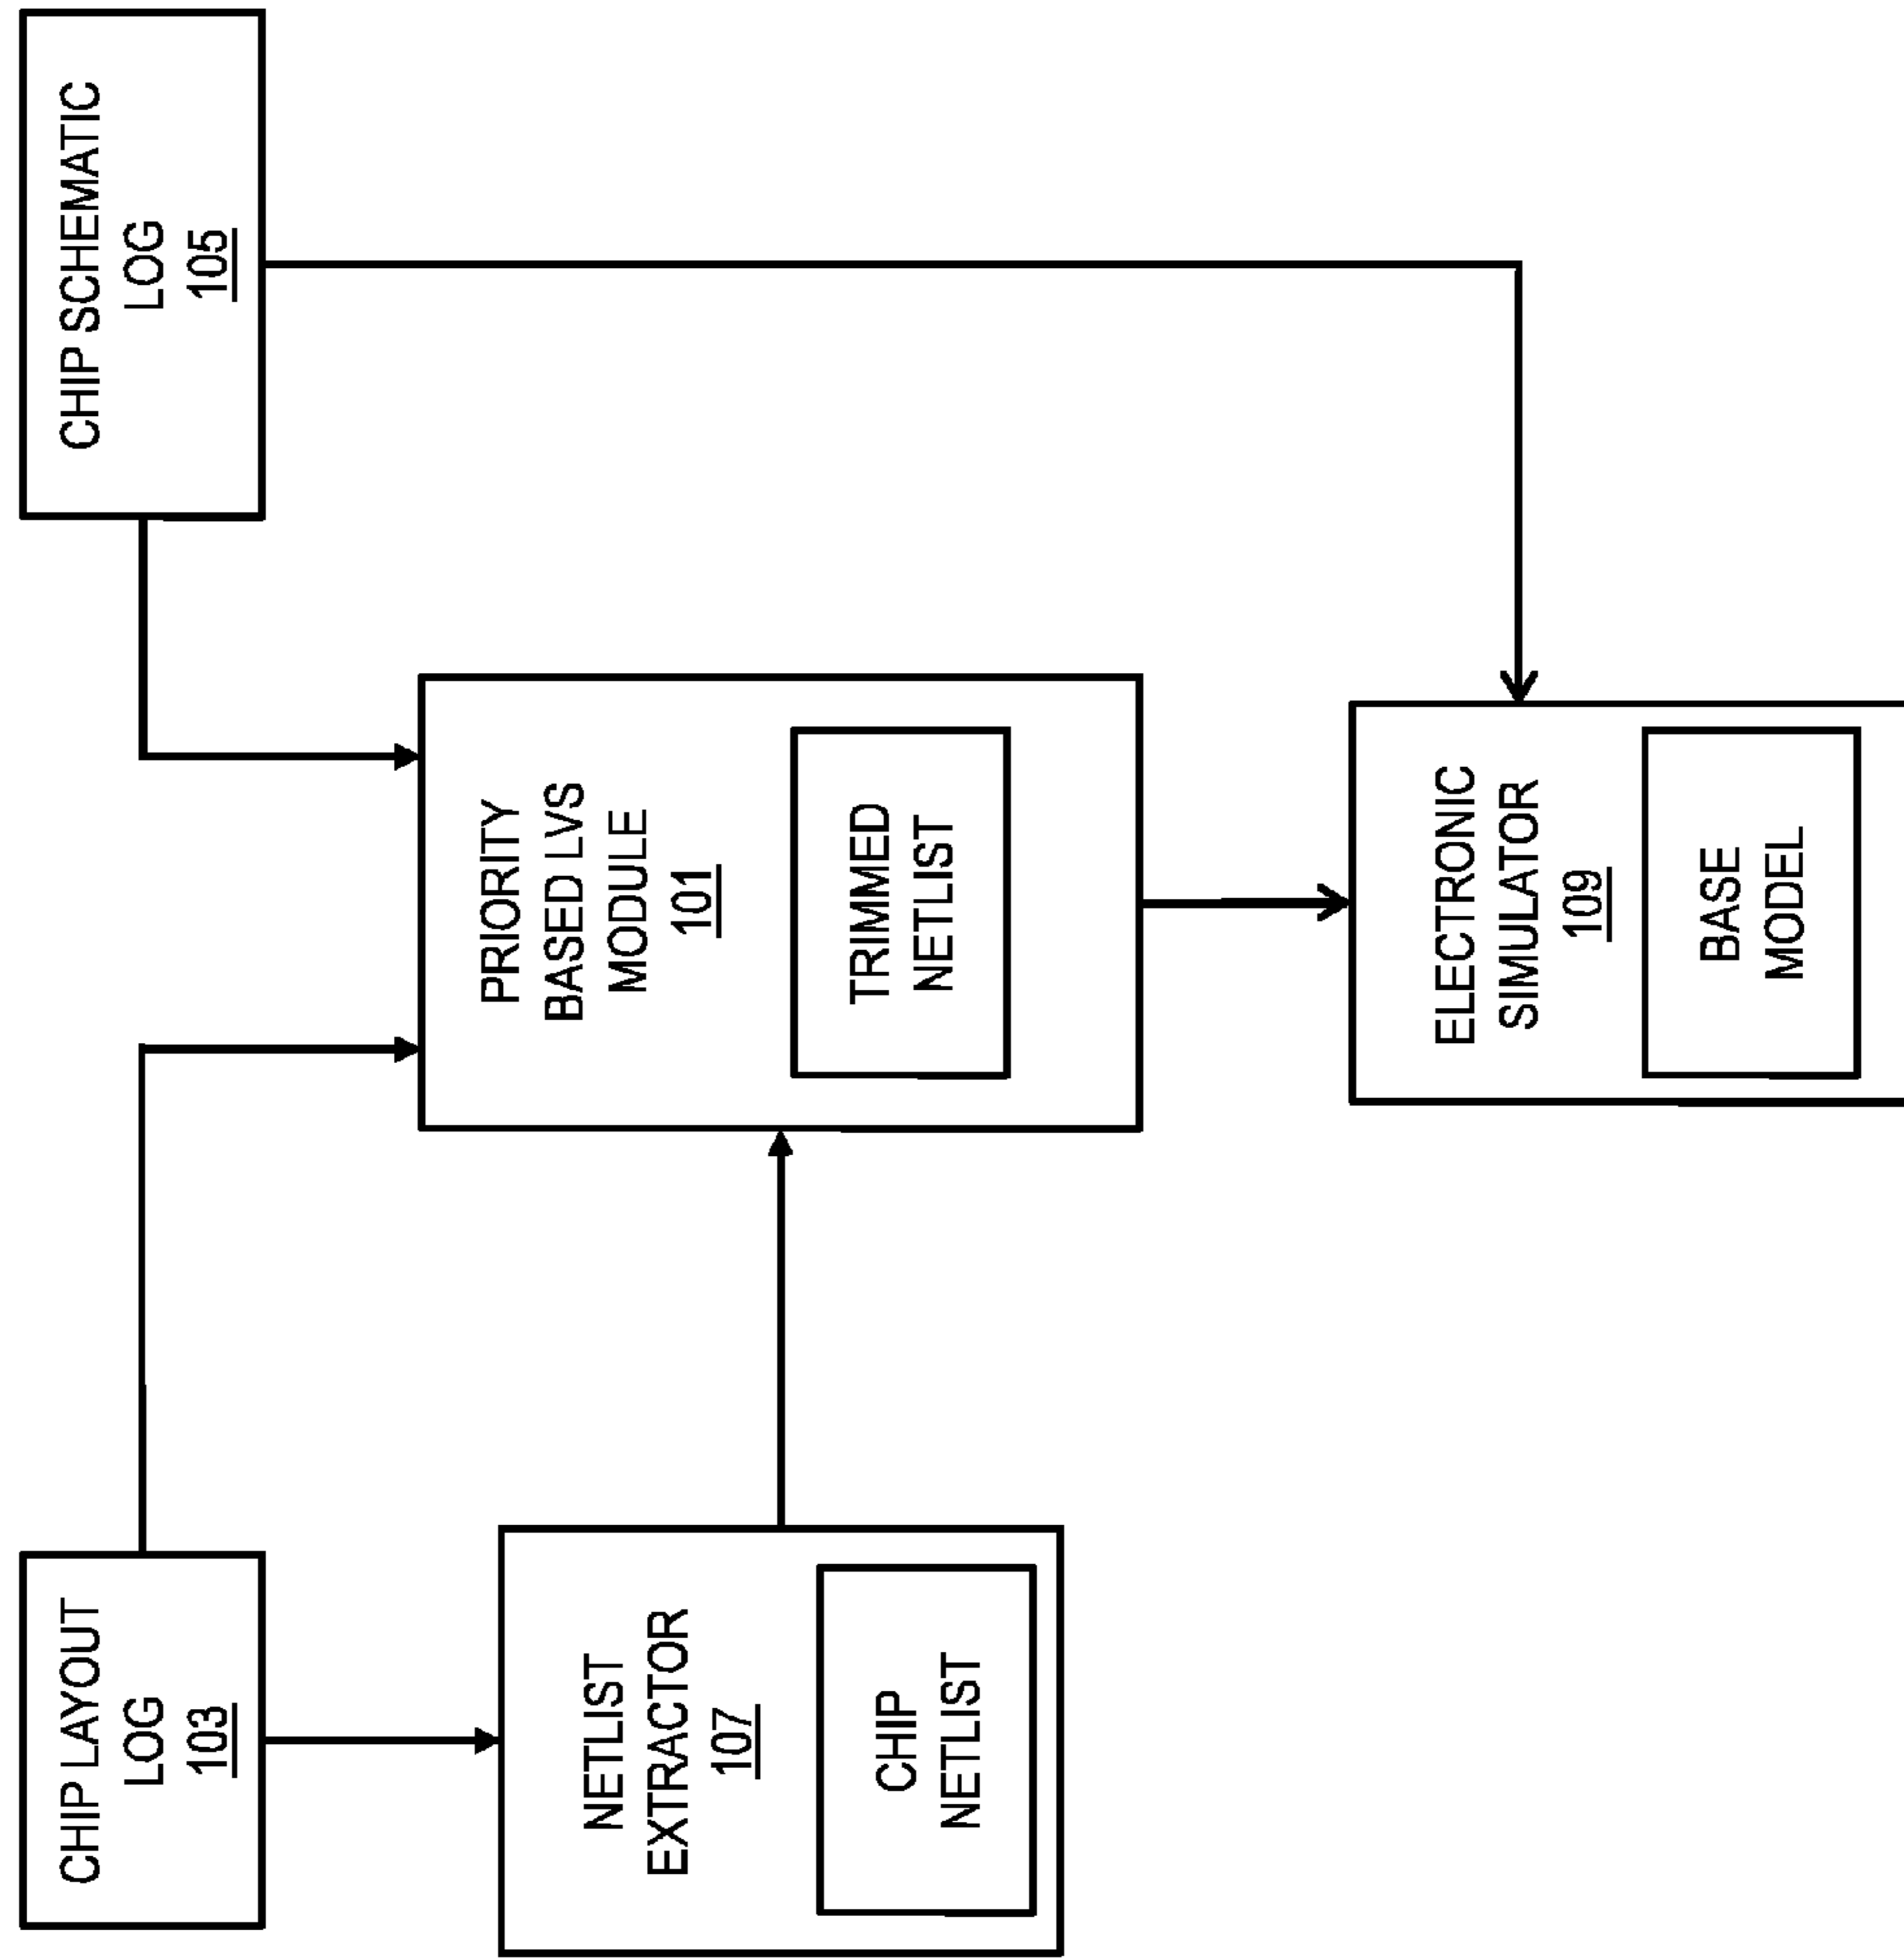 CHIP LAYOUT
LOG
103
CHIP SCHEMATIC
LOG
105
PRIORITY
BASED LVS
MODULE
101
TRIMMED
NETLIST
NETLIST
EXTRACTOR
107
CHIP
NETLIST
ELECTRONIC
SIMULATOR
109
BASE
MODEL